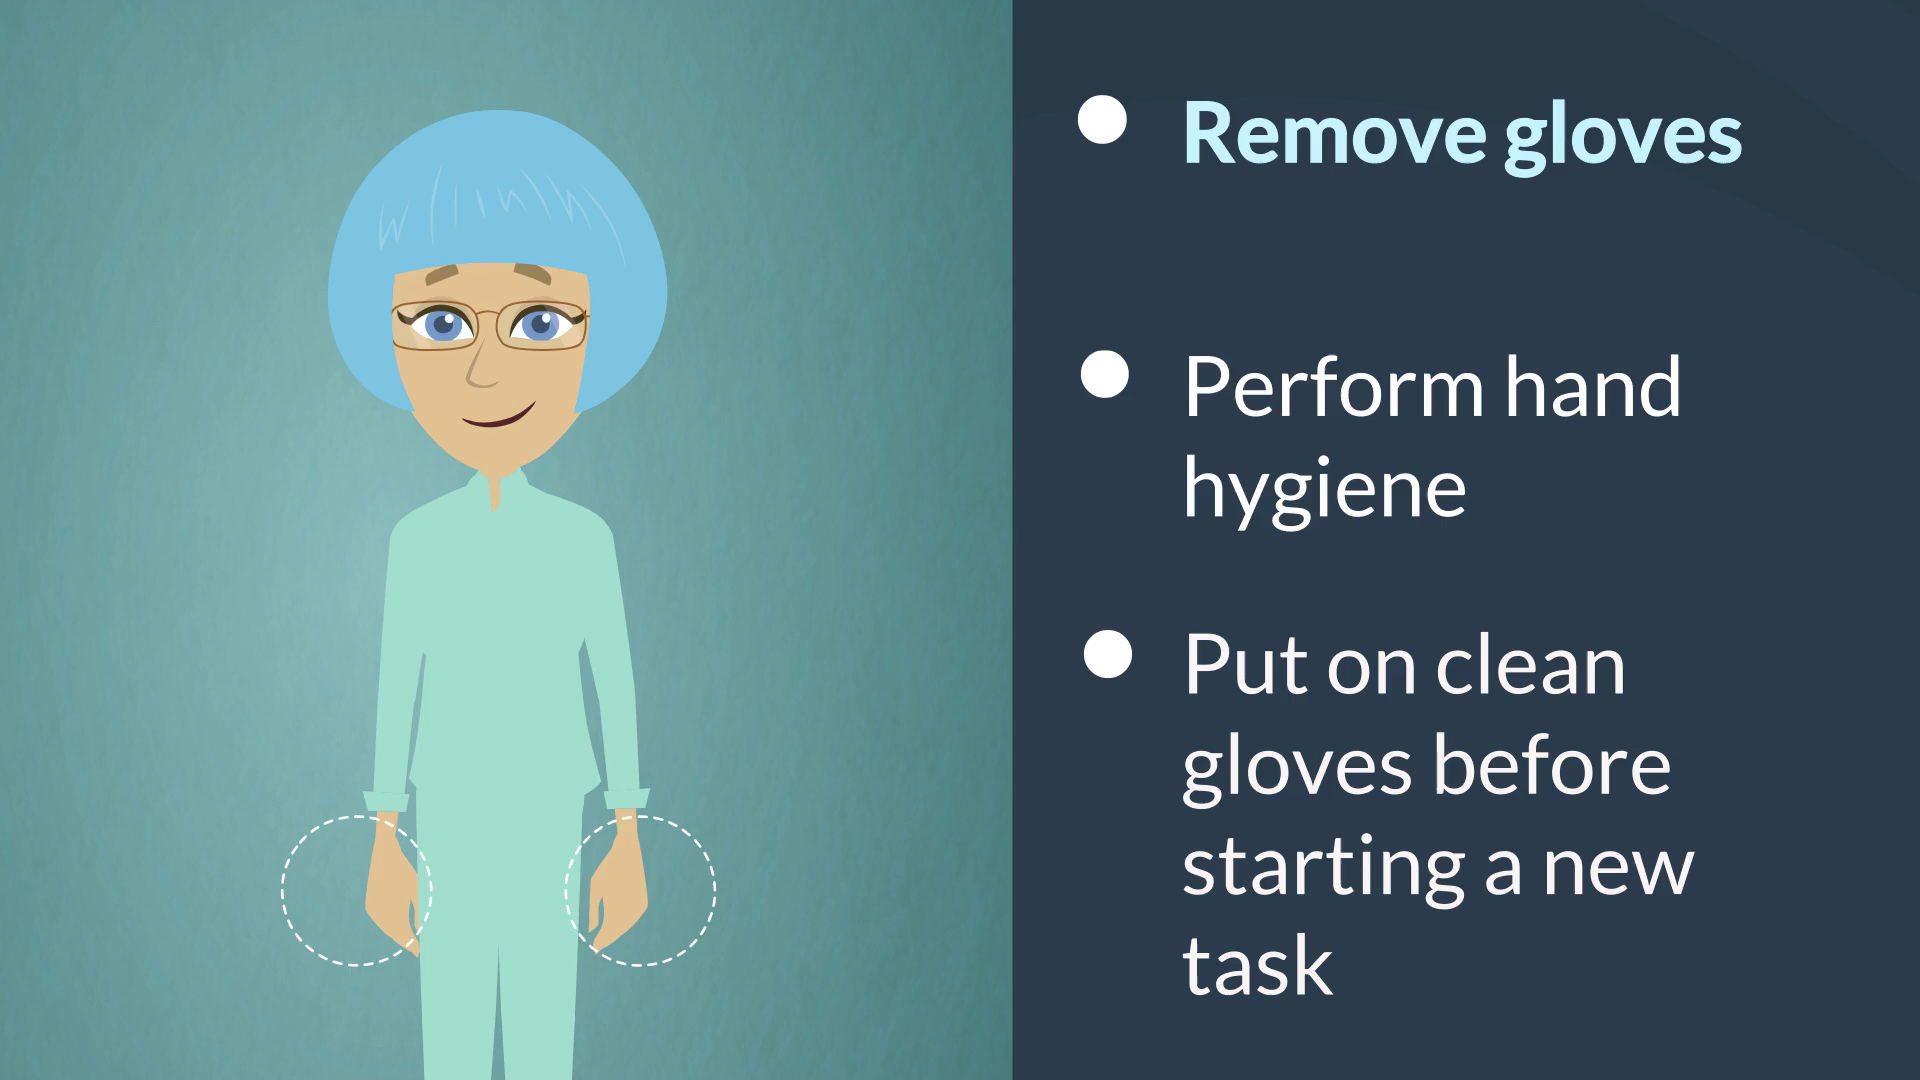 Remove gloves
Perform hand
hygiene
Put on clean
gloves before
starting a new
task